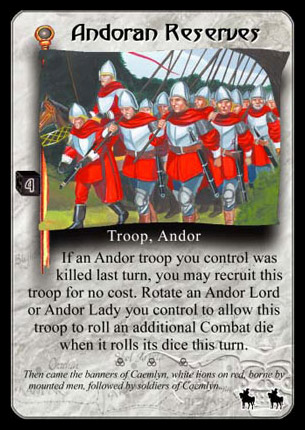 Andoran Reserves
4
Troop, Andor
If an Andor troop you control was
killed last turn, you may recruit this
troop for no cost. Rotate an Andor Lord
or Andor Lady you control to allow this
troop to roll an additional Combat die
when it rolls its dice this turn.
Then came the banners of Caemlyn, white lions on red, borne by
mounted men, followed by soldiers of Caemlyn...